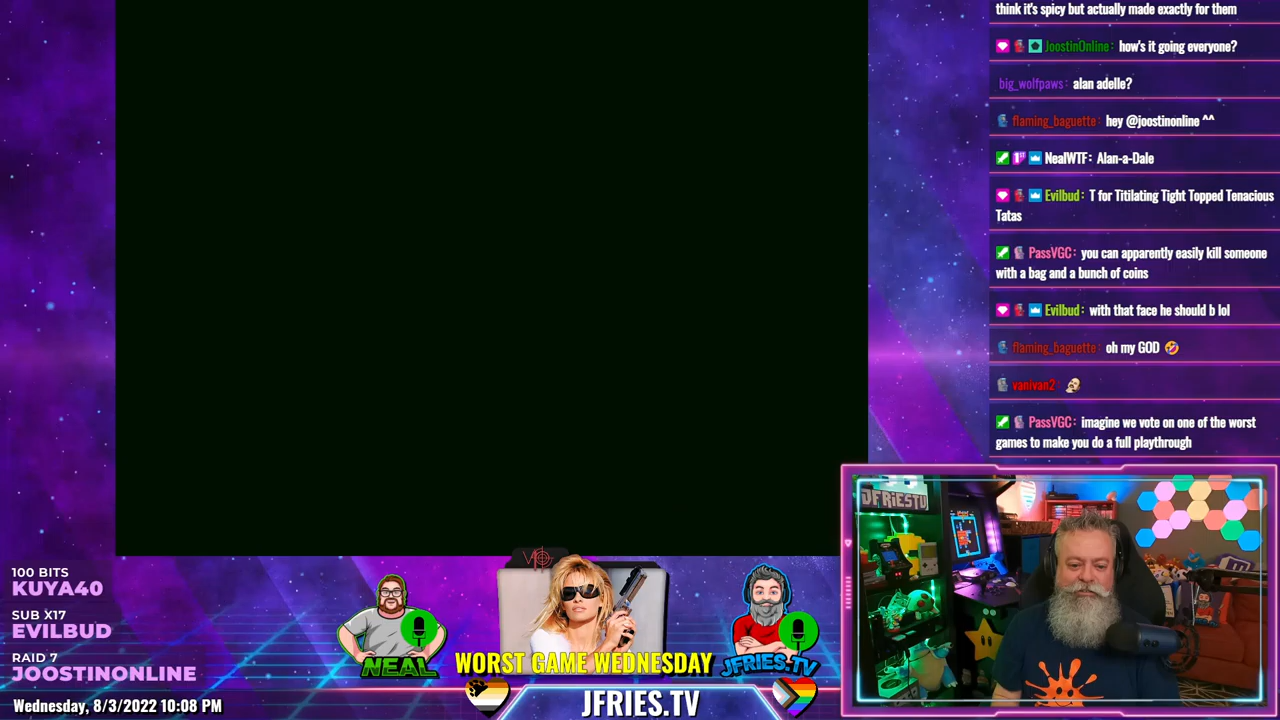 think it's spicy but actually made exactly for them
JoostinOnline: how's it going everyone?
big_wolfpaws: alan adelle?
flaming_baguette: hey @joostinonline ^^
1st NealWTF: Alan-a-Dale
Evilbud: T for Titilating Tight Topped Tenacious
Tatas
PassVGC: you can apparently easily kill someone
with a bag and a bunch of coins
Evilbud: with that face he should b lol
flaming_baguette: oh my GOD 🤣
vanivan2
PassVGC: imagine we vote on one of the worst
games to make you do a full playthrough
JFRIESTV
100 BITS
KUYA40
SUB X17
EVILBUD
RAID 7
JOOSTINONLINE
Wednesday, 8/3/2022 10:08 PM
VIP
NEAL
WORST GAME WEDNESDAY
JFRIES.TV
JFRIES.TV